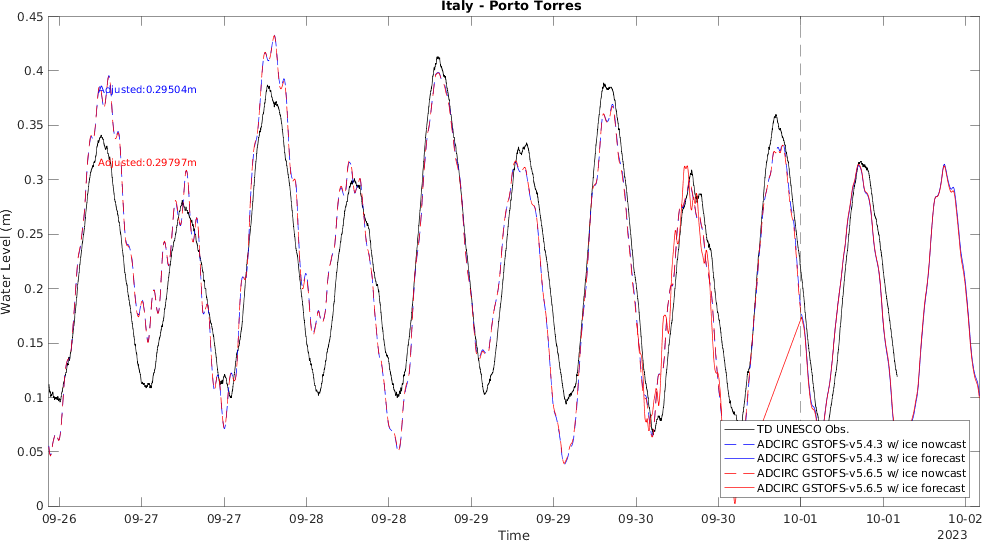 Italy - Porto Torres
0.45
0.4
0.35
0.3
0.25
0.2
0.15
0.1
0.05
0
Water Level (m)
Adjusted:0.29504m
Adjusted:0.29797m
TD UNESCO Obs.
ADCIRC GSTOFS-v5.4.3 w/ ice nowcast
ADCIRC GSTOFS-v5.4.3 w/ ice forecast
ADCIRC GSTOFS-v5.6.5 w/ ice nowcast
ADCIRC GSTOFS-v5.6.5 w/ ice forecast
09-26 09-27 09-27 09-28 09-28 09-29 09-29 09-30 09-30 10-01 10-01 10-02
Time
2023